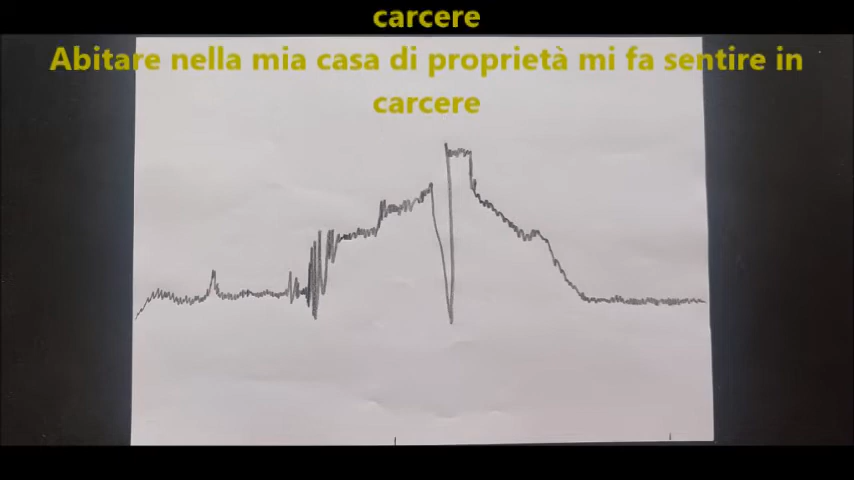 carcere
Abitare nella mia casa di proprietà mi fa sentire in
carcere